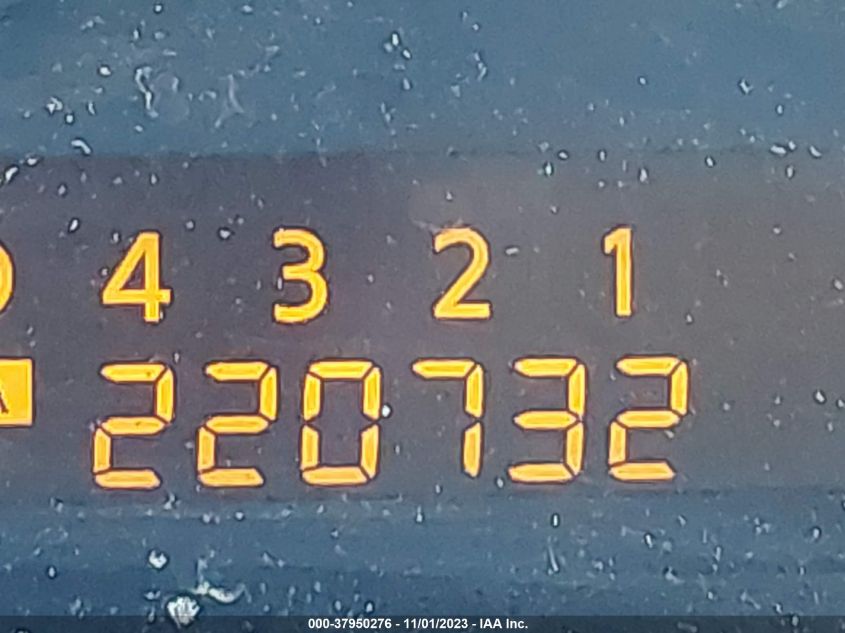 D 4 3 2 1
A 220732
000-37950276 - 11/01/2023 - IAA Inc.